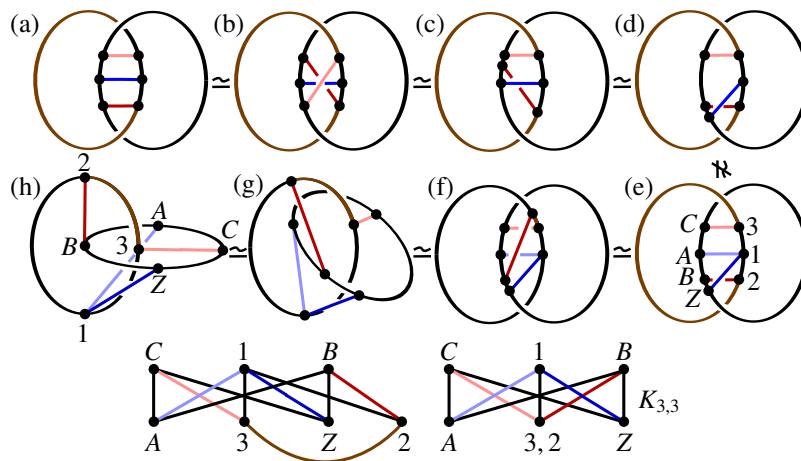 (a) (b) (c) (d)
≃ ≃ ≃
≄
(h) 2 A B 3 C Z 1
≃
(g)
≃
(f)
≃
(e) C 3 A 1 B 2 Z
C 1 B C 1 B
K3,3
A 3 Z 2 A 3, 2 Z